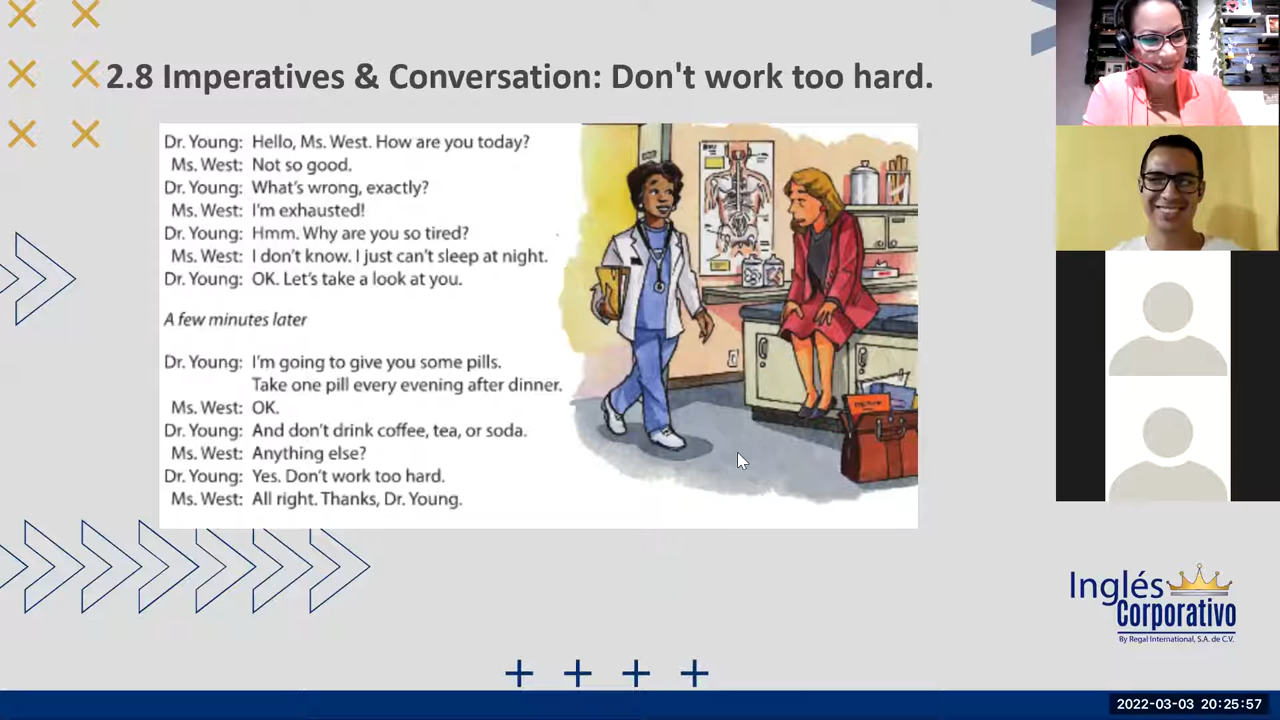 2.8 Imperatives & Conversation: Don't work too hard.
Dr. Young: Hello, Ms. West. How are you today?
Ms. West: Not so good.
Dr. Young: What's wrong, exactly?
Ms. West: I'm exhausted!
Dr. Young: Hmm. Why are you so tired?
Ms. West: I don't know. I just can't sleep at night.
Dr. Young: OK. Let's take a look at you.
A few minutes later
Dr. Young: I'm going to give you some pills.
Take one pill every evening after dinner.
Ms. West: OK.
Dr. Young: And don't drink coffee, tea, or soda.
Ms. West: Anything else?
Dr. Young: Yes. Don't work too hard.
Ms. West: All right. Thanks, Dr. Young.
Inglés
Corporativo
By Regal International, S.A. de C.V.
2022-03-03 20:25:57